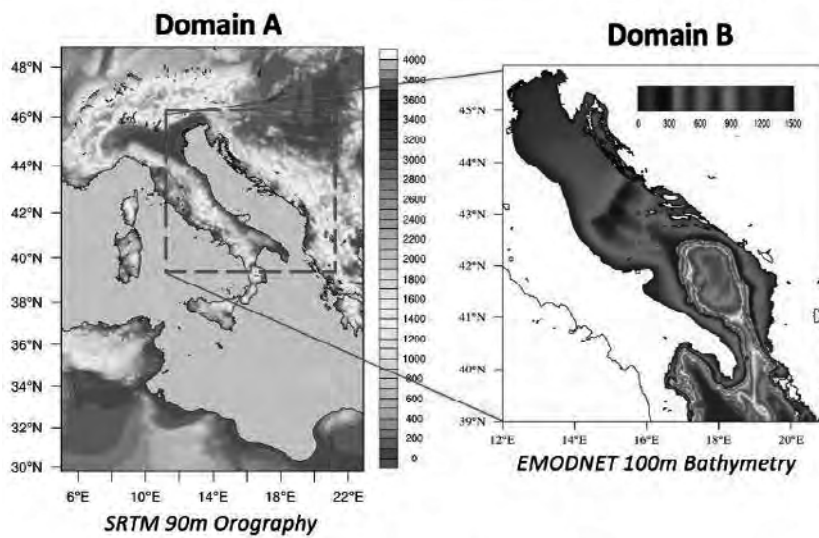 Domain A
48°N
46°N
44°N
42°N
40°N
38°N
36°N
34°N
32°N
30°N
6°E 10°E 14°E 18°E 22°E
4000
3800
3600
3400
3200
3000
2800
2600
2400
2200
2000
1800
1600
1400
1200
1000
800
600
400
200
0
SRTM 90m Orography
Domain B
0 300 600 900 1200 1500
45°N
44°N
43°N
42°N
41°N
40°N
39°N
12°E 14°E 16°E 18°E 20°E
EMODNET 100m Bathymetry